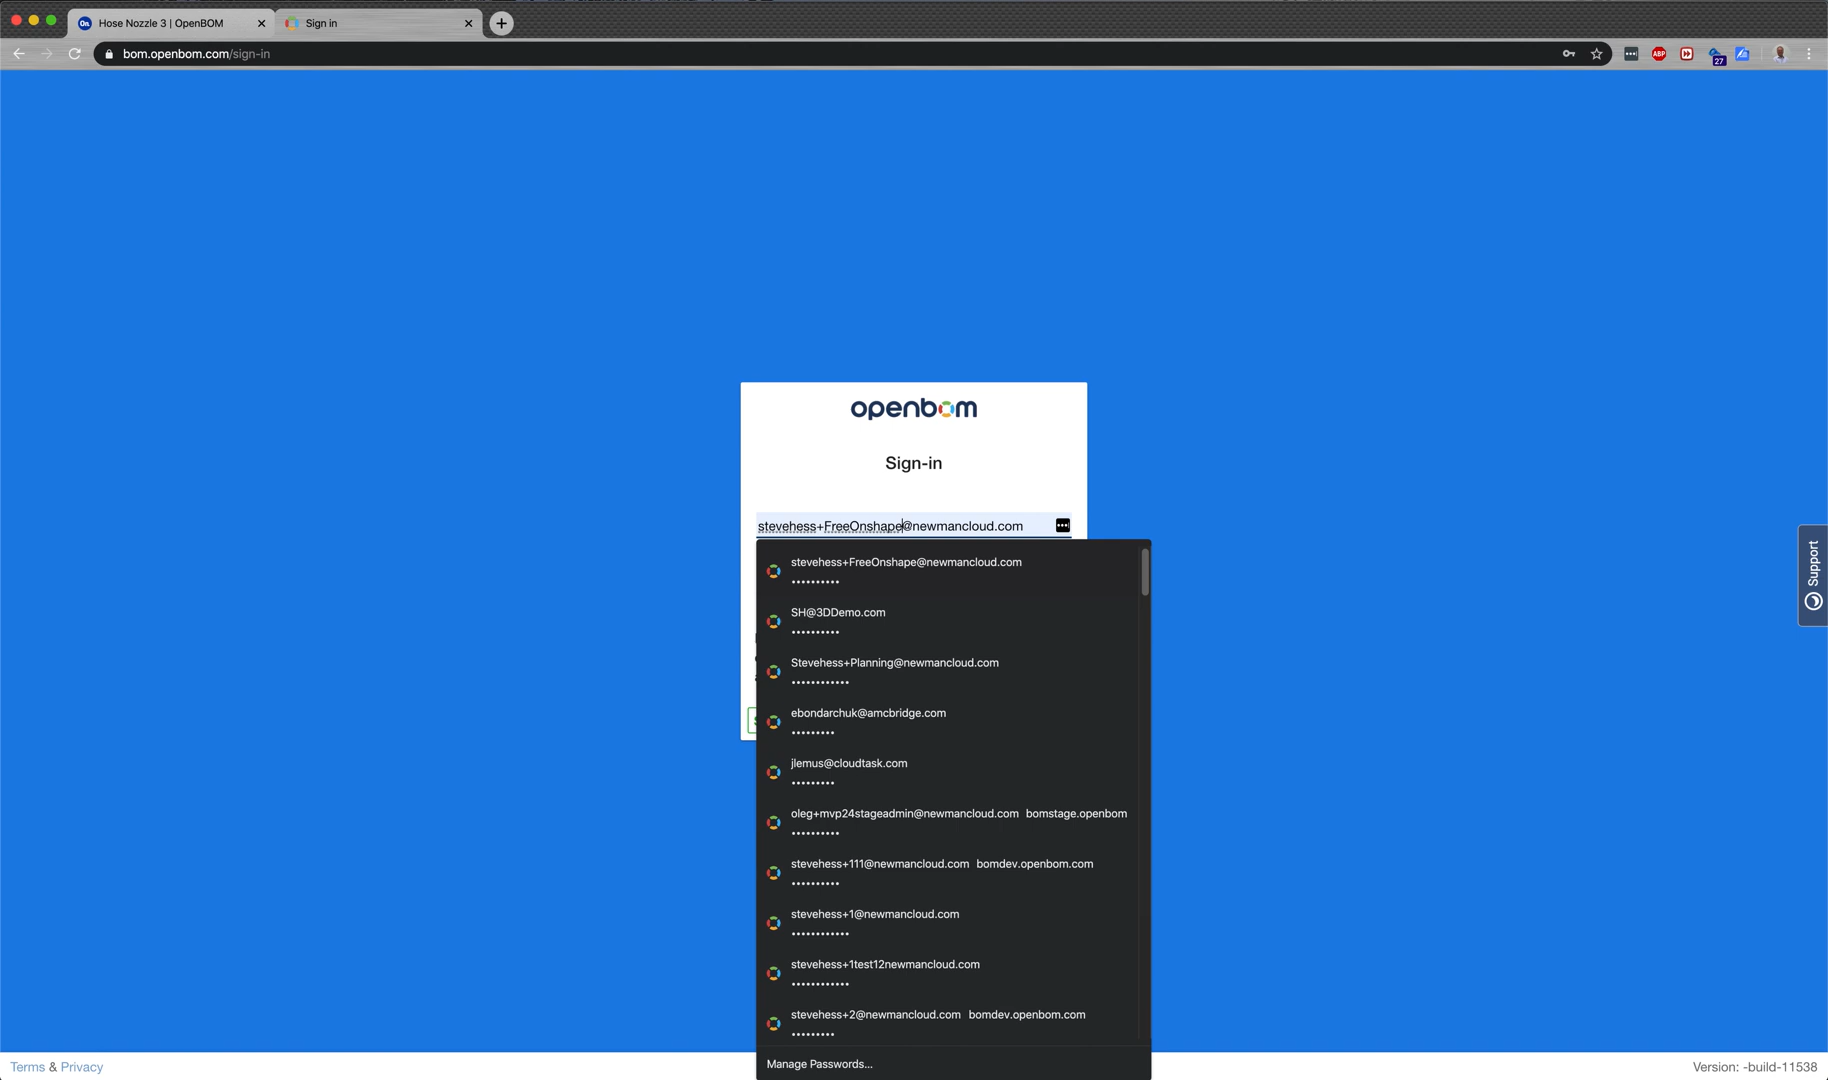 Hose Nozzle 3 | OpenBOM
Sign in
bom.openbom.com/sign-in
ABP
27
openbom
Sign-in
stevehess+FreeOnshape@newmancloud.com
stevehess+FreeOnshape@newmancloud.com
••••••••••
SH@3DDemo.com
••••••••••
Stevehess+Planning@newmancloud.com
••••••••••••
ebondarchuk@amcbridge.com
•••••••••
jlemus@cloudtask.com
•••••••••
oleg+mvp24stageadmin@newmancloud.com bomstage.openbom
••••••••••
stevehess+111@newmancloud.com bomdev.openbom.com
••••••••••
stevehess+1@newmancloud.com
••••••••••••
stevehess+1test12newmancloud.com
••••••••••••
stevehess+2@newmancloud.com bomdev.openbom.com
•••••••••
Manage Passwords...
Support
Terms & Privacy
Version: -build-11538